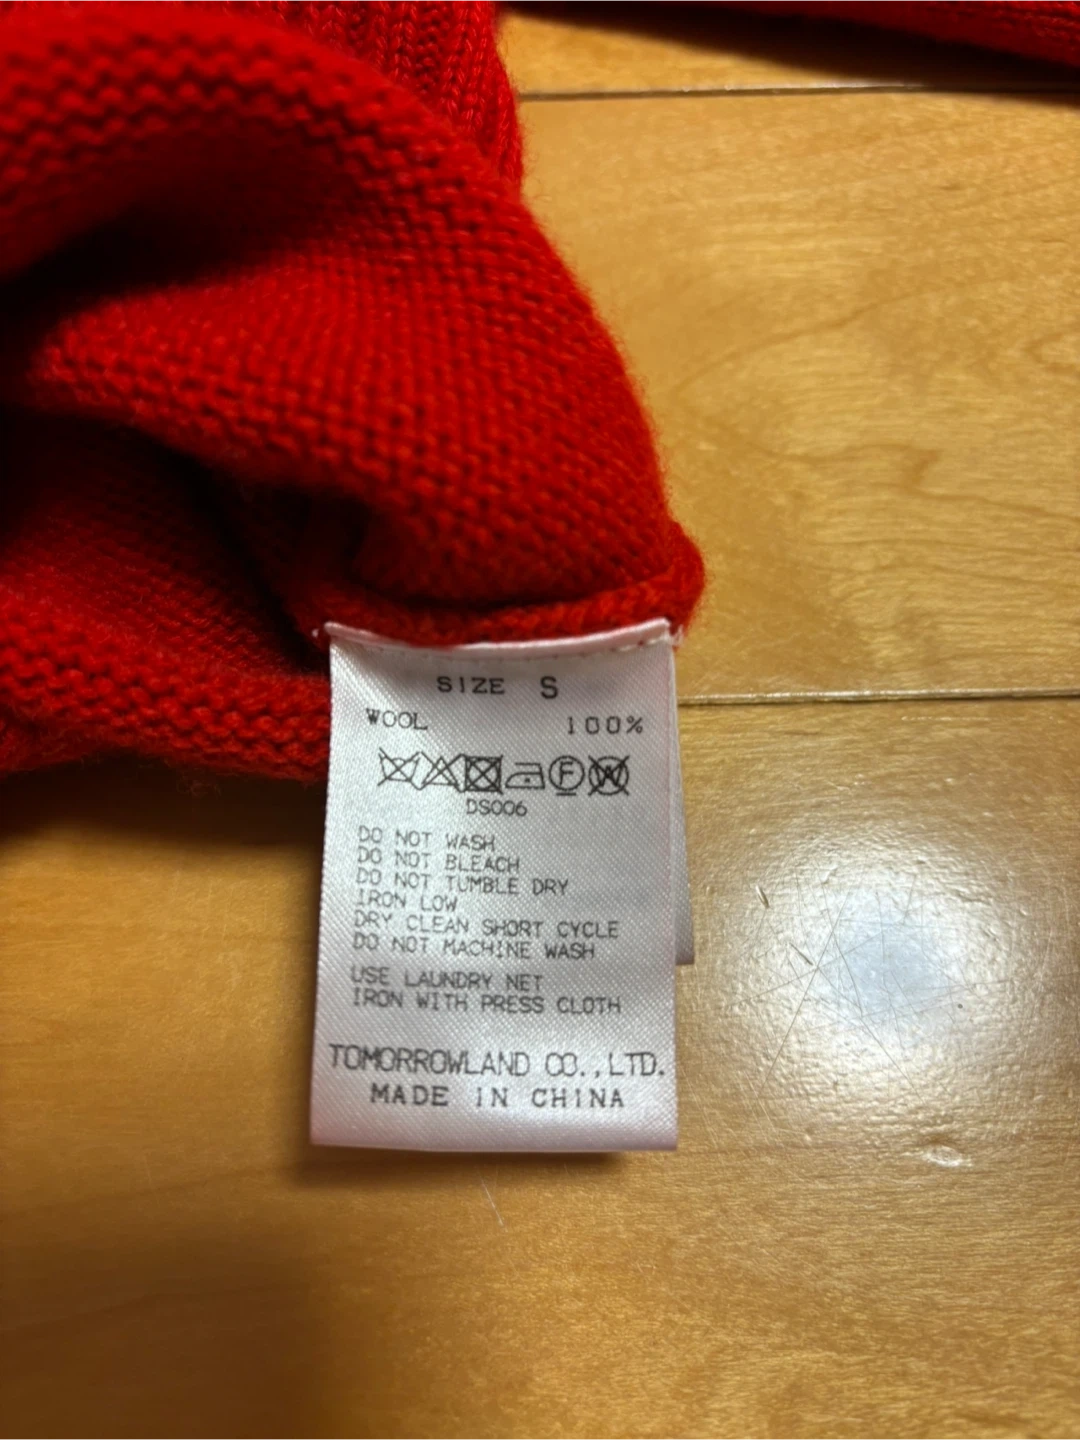 SIZE S
WOOL 100%
F W
DS006
DO NOT WASH
DO NOT BLEACH
DO NOT TUMBLE DRY
IRON LOW
DRY CLEAN SHORT CYCLE
DO NOT MACHINE WASH
USE LAUNDRY NET
IRON WITH PRESS CLOTH
TOMORROWLAND CO.,LTD.
MADE IN CHINA